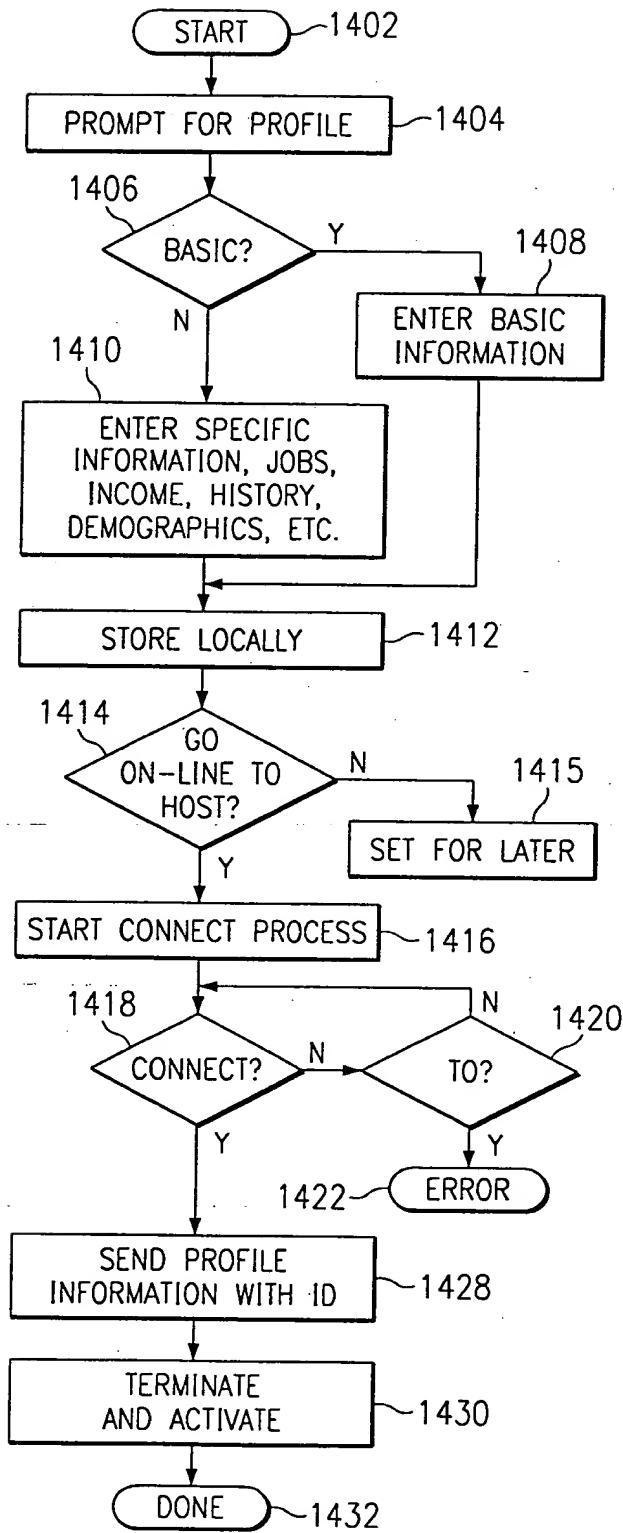 START
1402
PROMPT FOR PROFILE
1404
1406
BASIC?
Y
N
1408
ENTER BASIC
INFORMATION
1410
ENTER SPECIFIC
INFORMATION, JOBS,
INCOME, HISTORY,
DEMOGRAPHICS, ETC.
STORE LOCALLY
1412
1414
GO
ON-LINE TO
HOST?
N
Y
1415
SET FOR LATER
START CONNECT PROCESS
1416
1418
CONNECT?
N
Y
N
1420
TO?
Y
1422
ERROR
SEND PROFILE
INFORMATION WITH ID
1428
TERMINATE
AND ACTIVATE
1430
DONE
1432